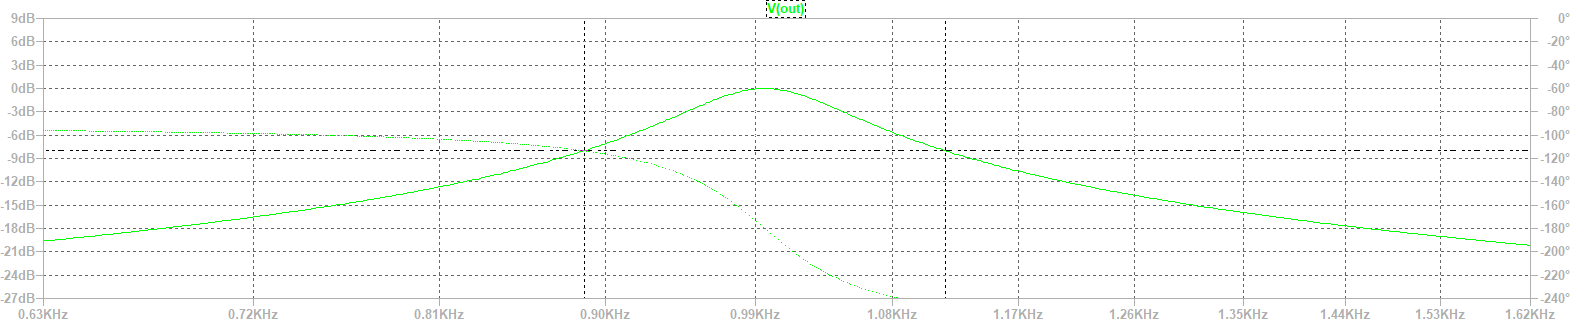 V(out)
9dB 0°
6dB -20°
3dB -40°
0dB -60°
-3dB -80°
-6dB -100°
-9dB -120°
-12dB -140°
-15dB -160°
-18dB -180°
-21dB -200°
-24dB -220°
-27dB -240°
0.63KHz 0.72KHz 0.81KHz 0.90KHz 0.99KHz 1.08KHz 1.17KHz 1.26KHz 1.35KHz 1.44KHz 1.53KHz 1.62KHz